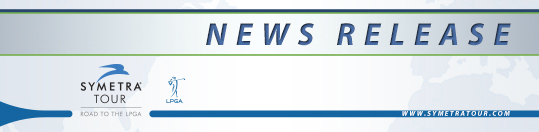 NEWS RELEASE
SYMETRA
TOUR
ROAD TO THE LPGA
LPGA
WWW.SYMETRATOUR.COM